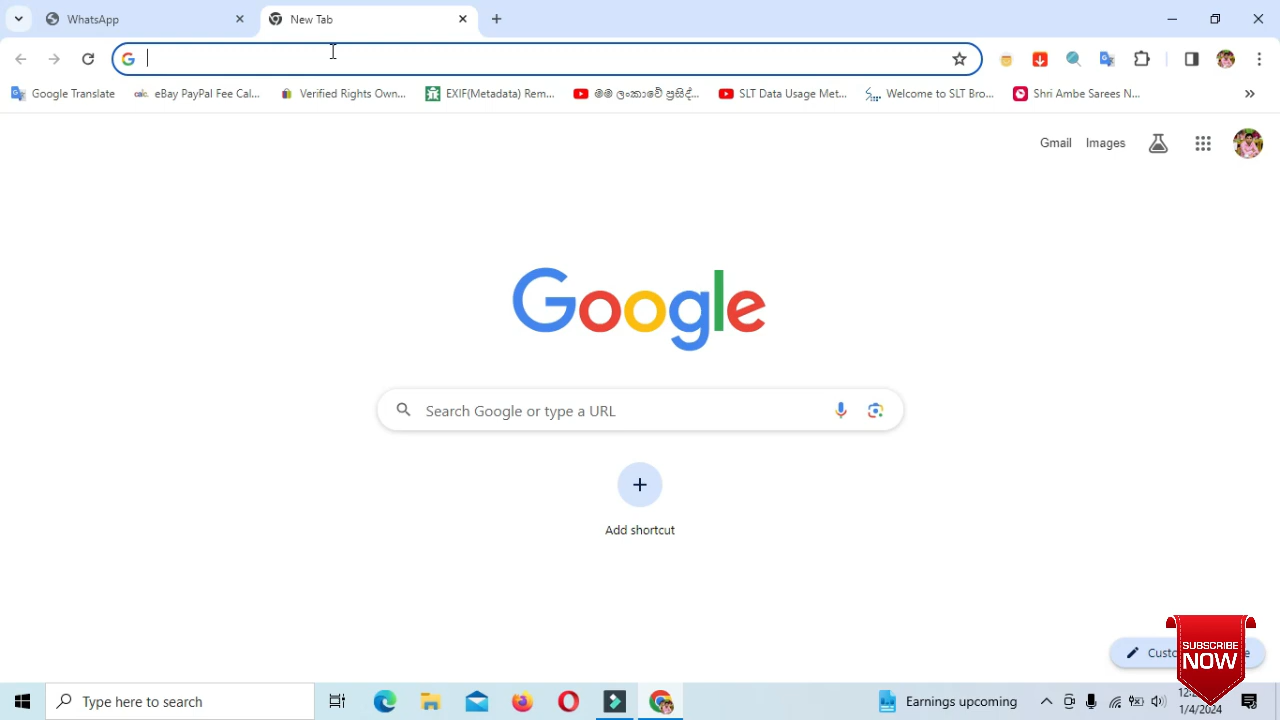 WhatsApp
New Tab
Google Translate
eBay PayPal Fee Cal...
Verified Rights Own...
EXIF(Metadata) Rem...
මම ලංකාවේ ප්‍රසිද්...
SLT Data Usage Met...
Welcome to SLT Bro...
Shri Ambe Sarees N...
Gmail
Images
Google
Search Google or type a URL
Add shortcut
SUBSCRIBE
NOW
Type here to search
Earnings upcoming
1/4/2024